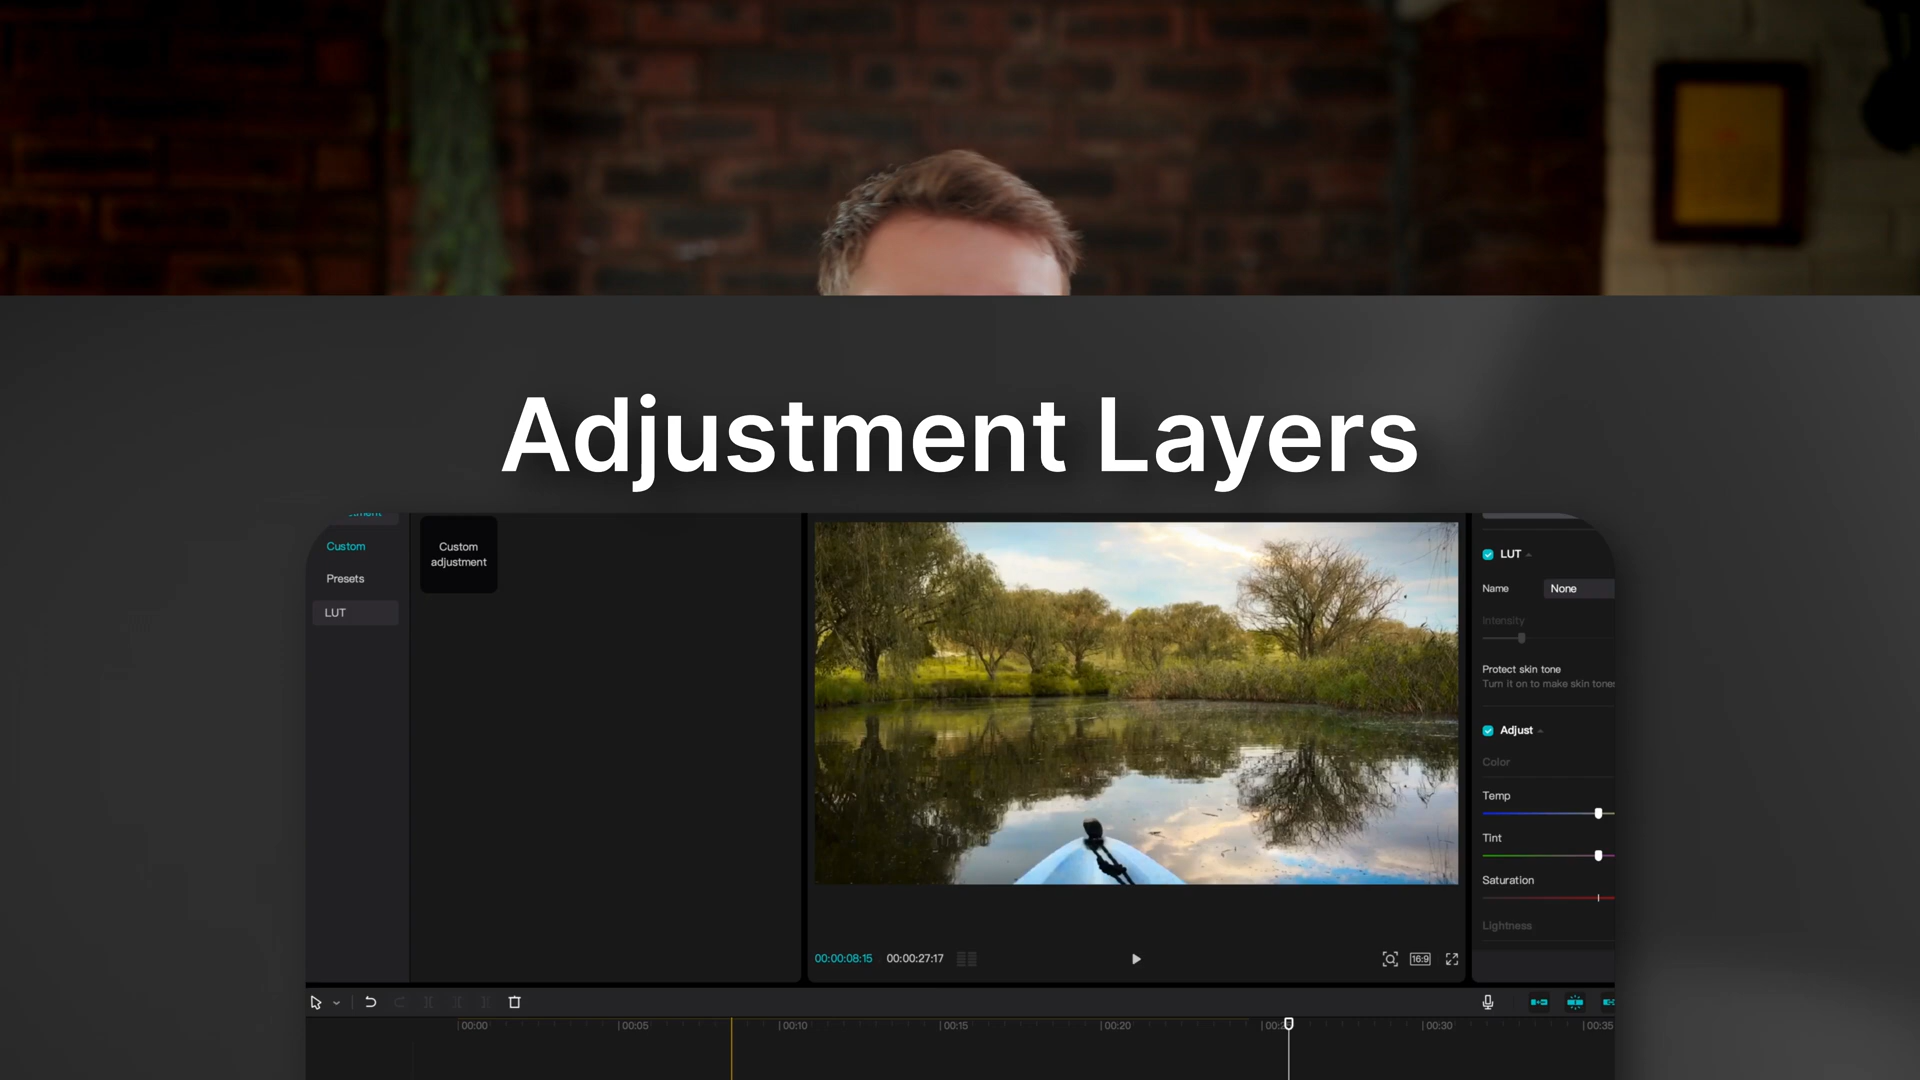 Adjustment Layers
Custom
Presets
LUT
Custom
adjustment
LUT
Name
None
Intensity
Protect skin tone
Turn it on to make skin tones
Adjust
Color
Temp
Tint
Saturation
Lightness
00:00:08:15
00:00:27:17
16:9
00:00
00:05
00:10
00:15
00:20
00:30
00:35